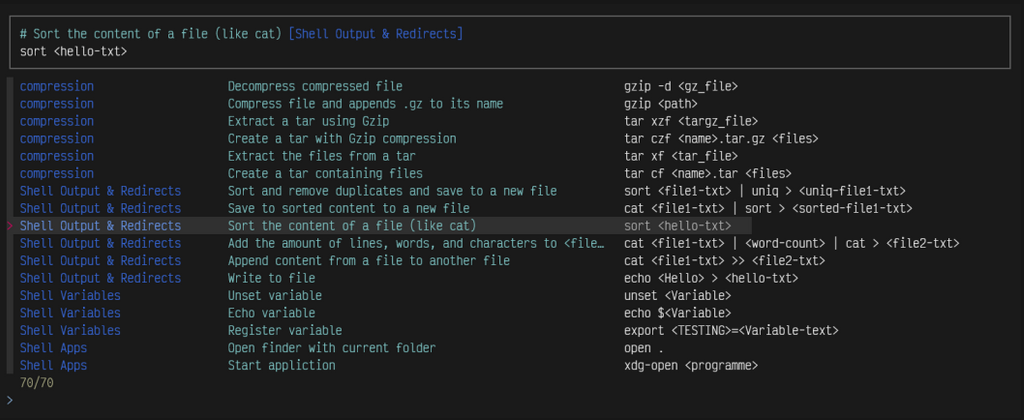 # Sort the content of a file (like cat) [Shell Output & Redirects]
sort <hello-txt>
compression Decompress compressed file gzip -d <gz_file>
compression Compress file and appends .gz to its name gzip <path>
compression Extract a tar using Gzip tar xzf <targz_file>
compression Create a tar with Gzip compression tar czf <name>.tar.gz <files>
compression Extract the files from a tar tar xf <tar_file>
compression Create a tar containing files tar cf <name>.tar <files>
Shell Output & Redirects Sort and remove duplicates and save to a new file sort <file1-txt> | uniq > <uniq-file1-txt>
Shell Output & Redirects Save to sorted content to a new file cat <file1-txt> | sort > <sorted-file1-txt>
> Shell Output & Redirects Sort the content of a file (like cat) sort <hello-txt>
Shell Output & Redirects Add the amount of lines, words, and characters to <file… cat <file1-txt> | <word-count> | cat > <file2-txt>
Shell Output & Redirects Append content from a file to another file cat <file1-txt> >> <file2-txt>
Shell Output & Redirects Write to file echo <Hello> > <hello-txt>
Shell Variables Unset variable unset <Variable>
Shell Variables Echo variable echo $<Variable>
Shell Variables Register variable export <TESTING>=<Variable-text>
Shell Apps Open finder with current folder open .
Shell Apps Start appliction xdg-open <programme>
70/70
>